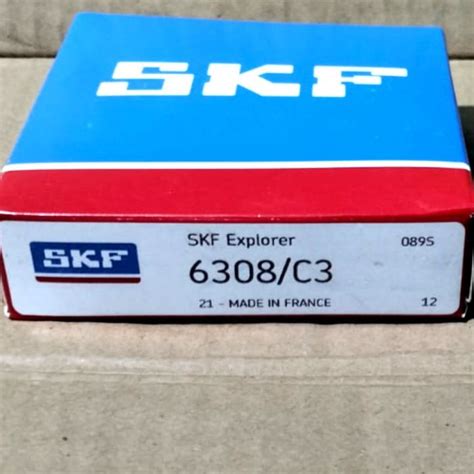 SKF
SKF Explorer 089S
SKF 6308/C3
21 - MADE IN FRANCE 12